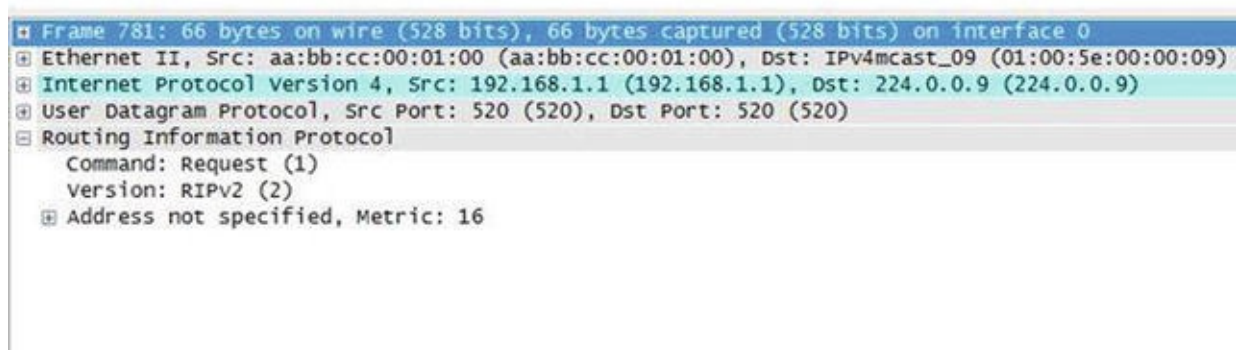 Frame 781: 66 bytes on wire (528 bits), 66 bytes captured (528 bits) on interface 0
Ethernet II, Src: aa:bb:cc:00:01:00 (aa:bb:cc:00:01:00), Dst: IPv4mcast_09 (01:00:5e:00:00:09)
Internet Protocol Version 4, Src: 192.168.1.1 (192.168.1.1), Dst: 224.0.0.9 (224.0.0.9)
User Datagram Protocol, Src Port: 520 (520), Dst Port: 520 (520)
Routing Information Protocol
Command: Request (1)
Version: RIPv2 (2)
Address not specified, Metric: 16